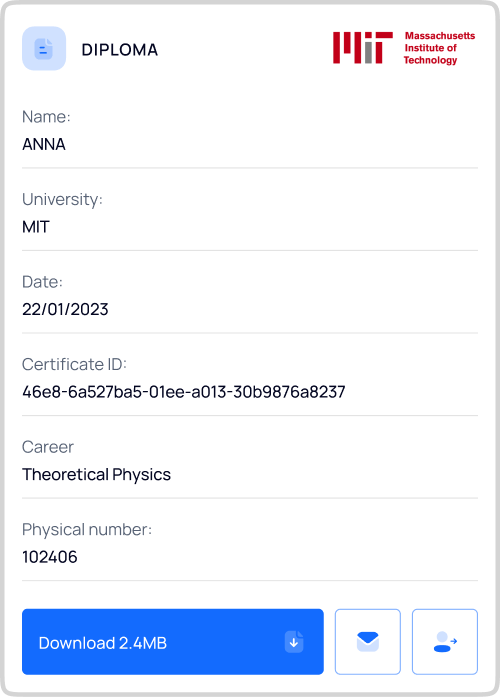 DIPLOMA
MiT
Massachusetts
Institute of
Technology
Name:
ANNA
University:
MIT
Date:
22/01/2023
Certificate ID:
46e8-6a527ba5-01ee-a013-30b9876a8237
Career
Theoretical Physics
Physical number:
102406
Download 2.4MB